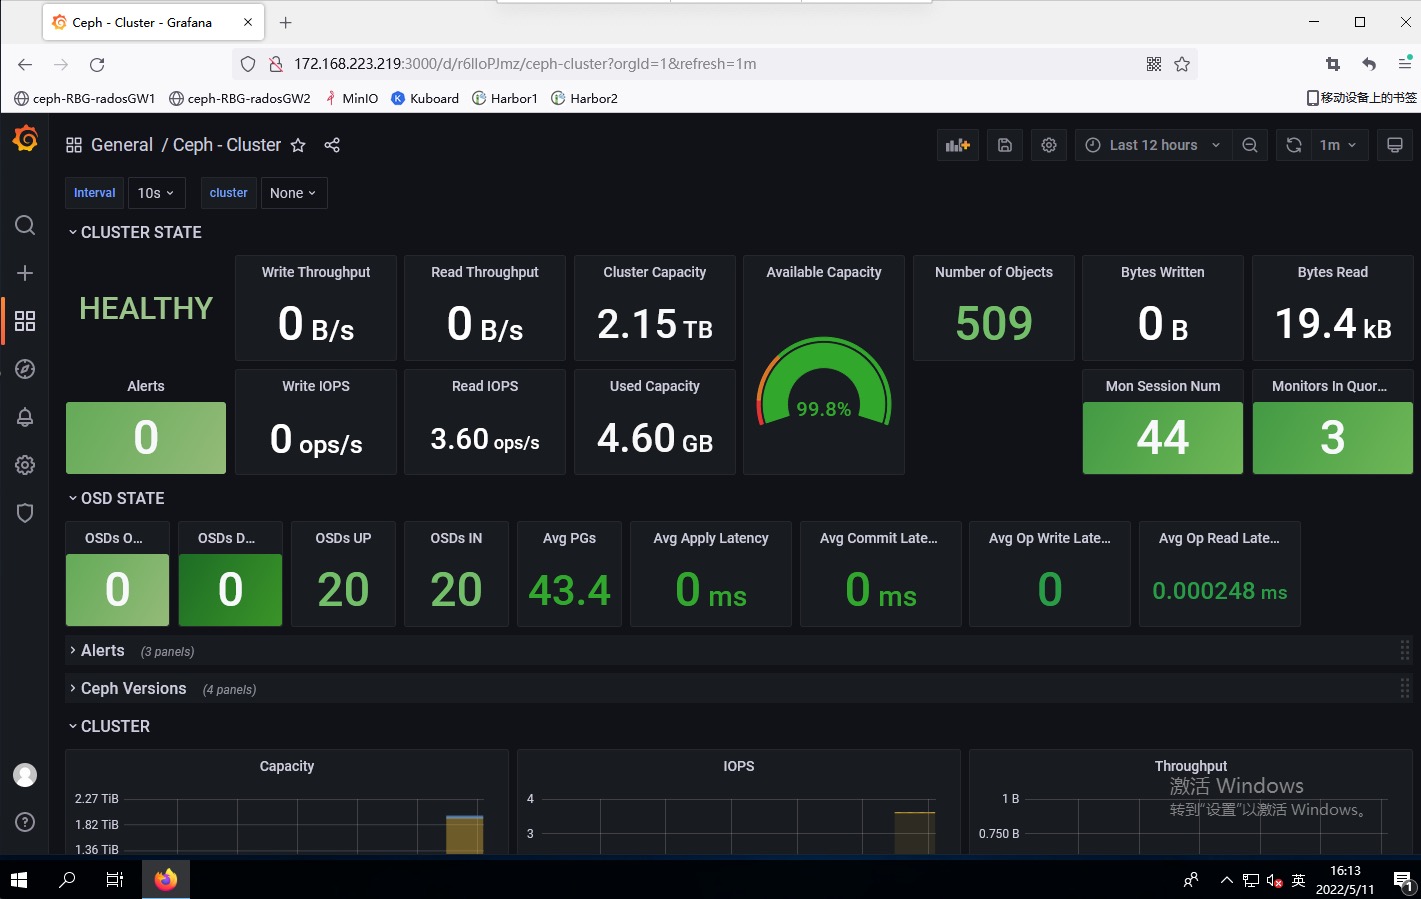 Ceph - Cluster - Grafana
172.168.223.219:3000/d/r6lloPJmz/ceph-cluster?orgId=1&refresh=1m
ceph-RBG-radosGW1 ceph-RBG-radosGW2 MinIO Kuboard Harbor1 Harbor2 移动设备上的书签
General / Ceph - Cluster Last 12 hours 1m
Interval 10s cluster None
CLUSTER STATE
HEALTHY
Write Throughput Read Throughput Cluster Capacity Available Capacity Number of Objects Bytes Written Bytes Read
0 B/s 0 B/s 2.15 TB 99.8% 509 0 B 19.4 kB
Alerts Write IOPS Read IOPS Used Capacity Mon Session Num Monitors In Quor...
0 0 ops/s 3.60 ops/s 4.60 GB 44 3
OSD STATE
OSDs O... OSDs D... OSDs UP OSDs IN Avg PGs Avg Apply Latency Avg Commit Late... Avg Op Write Late... Avg Op Read Late...
0 0 20 20 43.4 0 ms 0 ms 0 0.000248 ms
Alerts (3 panels)
Ceph Versions (4 panels)
CLUSTER
Capacity IOPS Throughput
激活 Windows
转到"设置"以激活 Windows。
2.27 TiB 4 1 B
1.82 TiB 3 0.750 B
1.36 TiB
英 16:13
2022/5/11 1